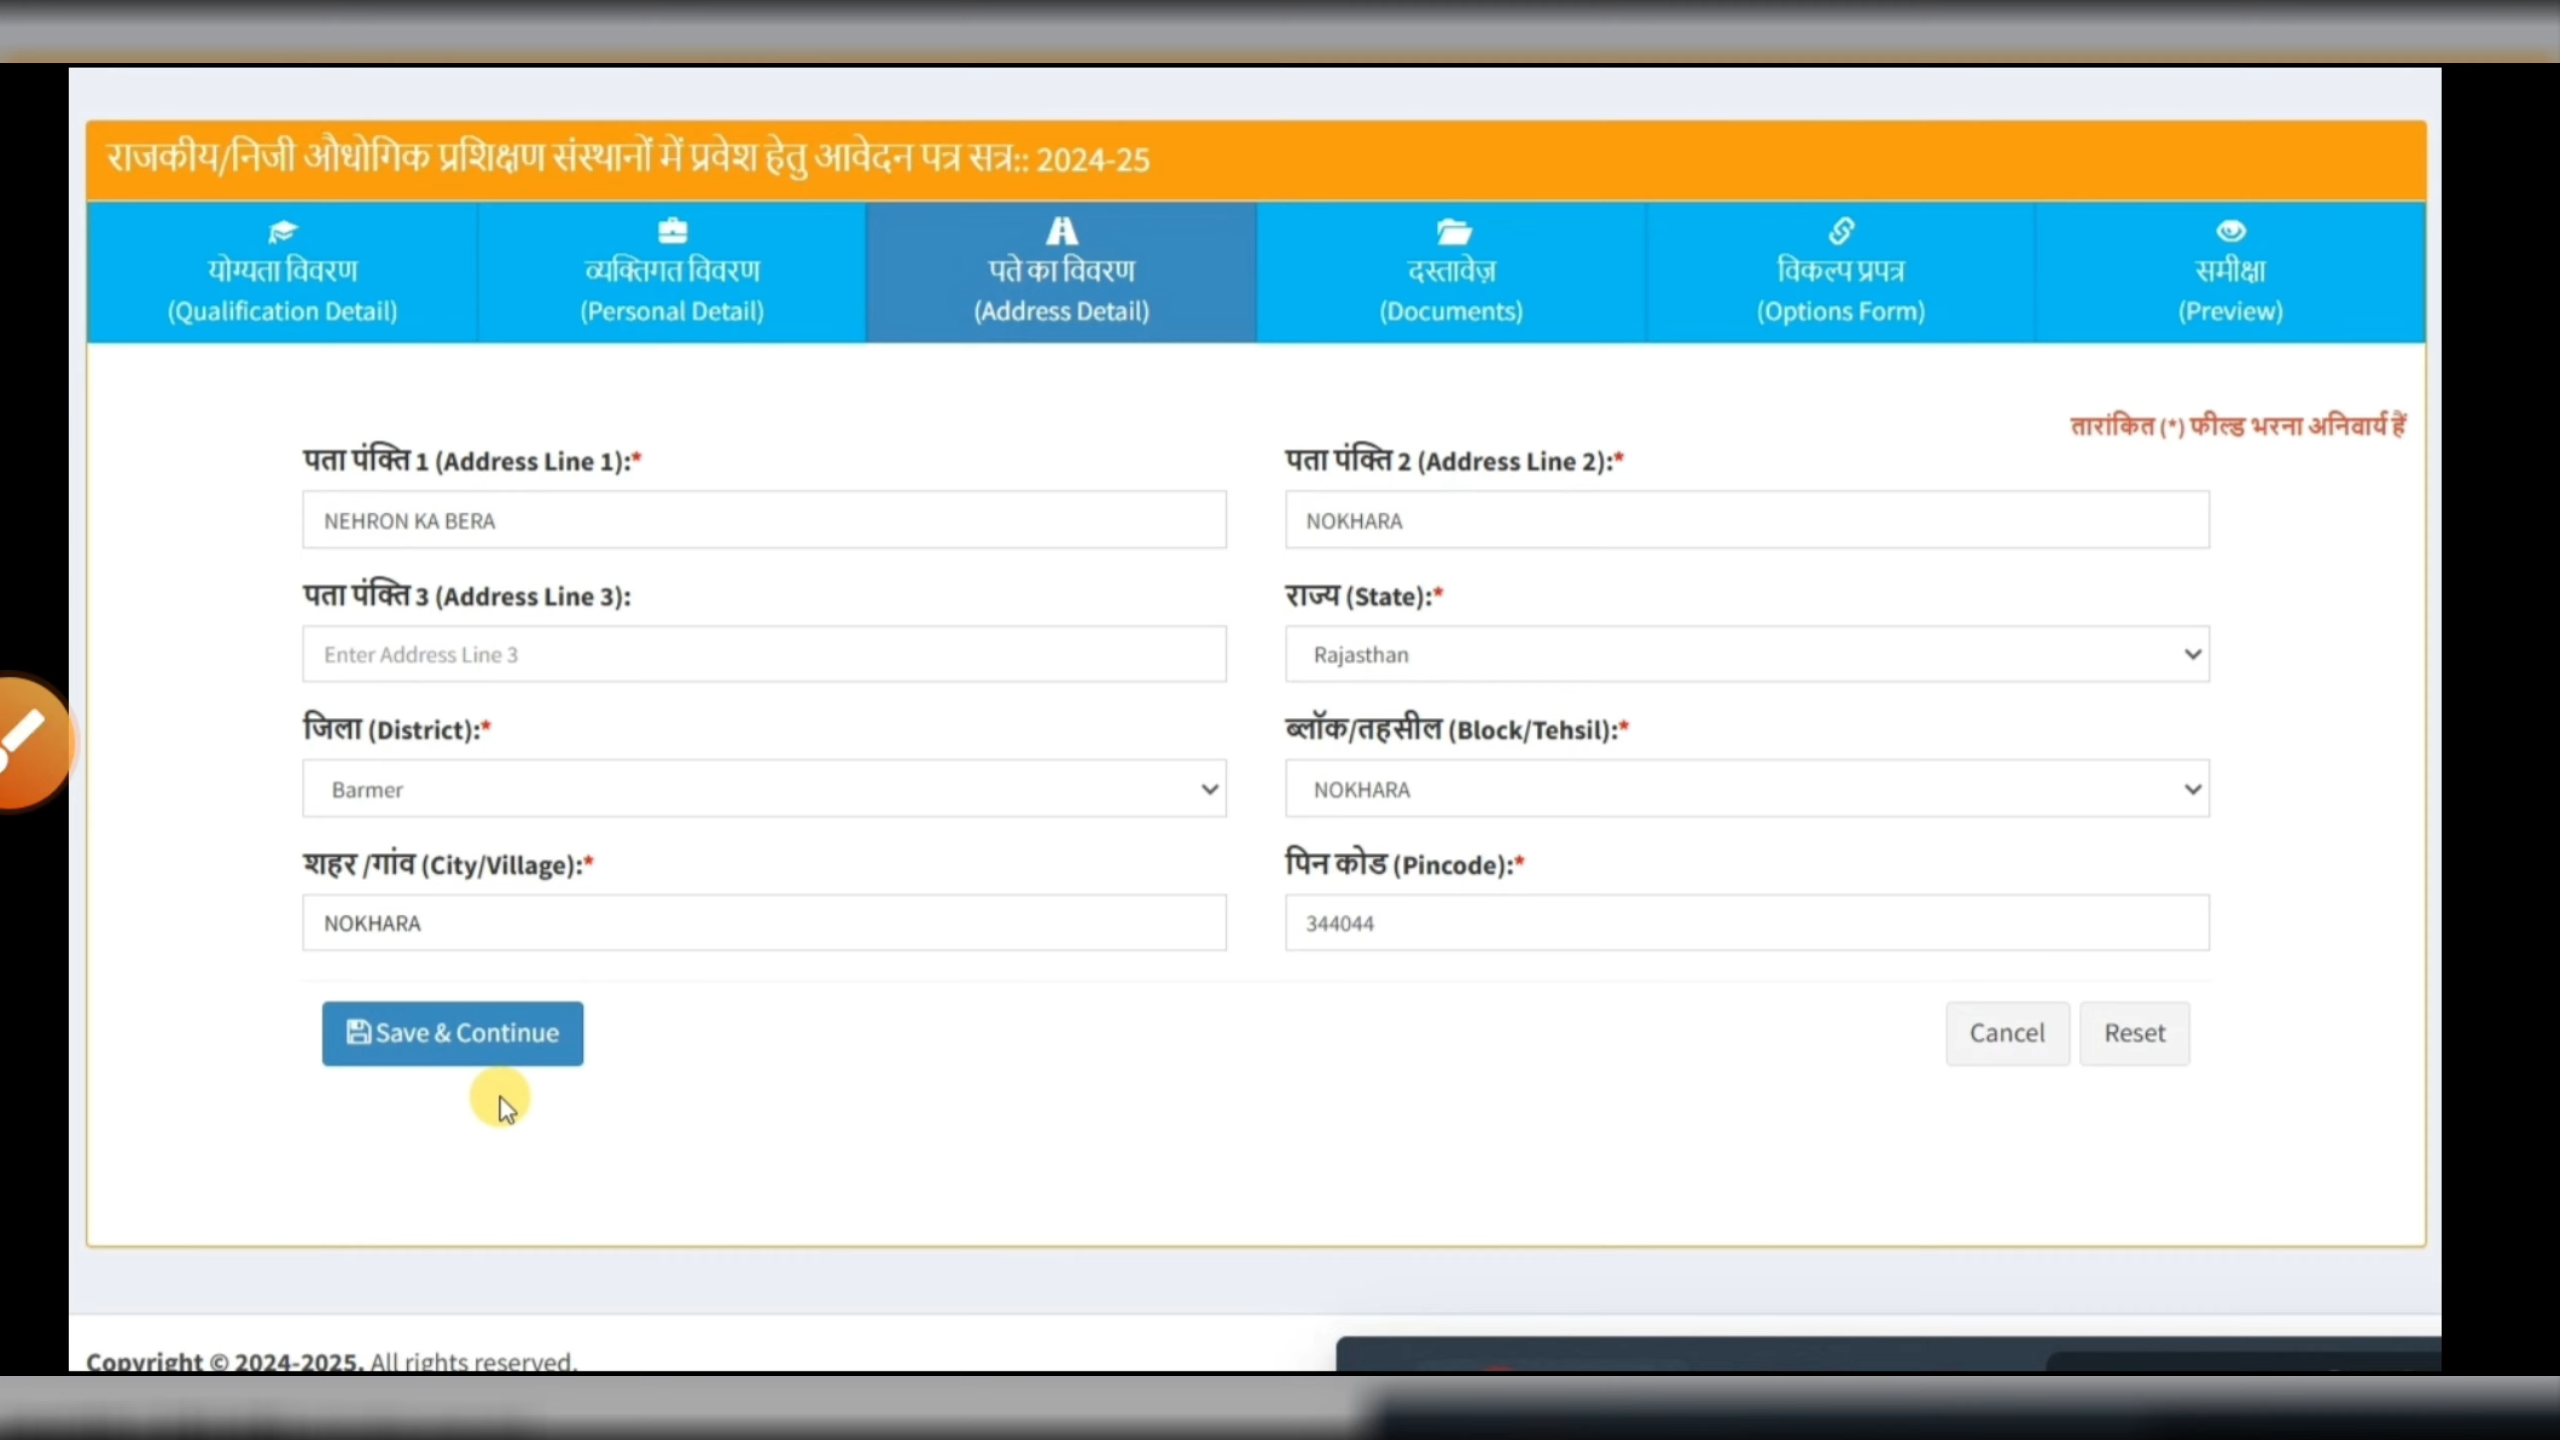 राजकीय/निजी औधोगिक प्रशिक्षण संस्थानों में प्रवेश हेतु आवेदन पत्र सत्र:: 2024-25
योग्यता विवरण
(Qualification Detail)
व्यक्तिगत विवरण
(Personal Detail)
पते का विवरण
(Address Detail)
दस्तावेज़
(Documents)
विकल्प प्रपत्र
(Options Form)
समीक्षा
(Preview)
तारांकित (*) फील्ड भरना अनिवार्य हैं
पता पंक्ति 1 (Address Line 1):*
पता पंक्ति 2 (Address Line 2):*
NEHRON KA BERA
NOKHARA
पता पंक्ति 3 (Address Line 3):
राज्य (State):*
Enter Address Line 3
Rajasthan
जिला (District):*
ब्लॉक/तहसील (Block/Tehsil):*
Barmer
NOKHARA
शहर /गांव (City/Village):*
पिन कोड (Pincode):*
NOKHARA
344044
Save & Continue
Cancel
Reset
Copyright © 2024-2025. All rights reserved.